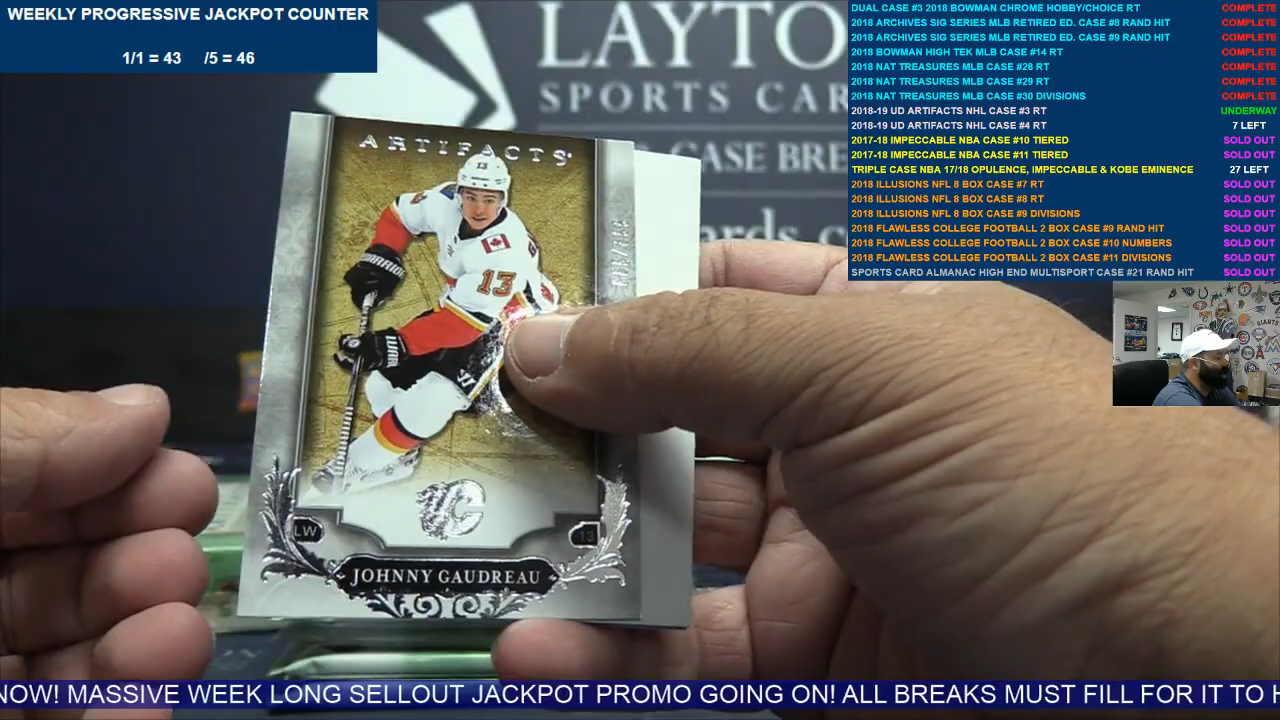 WEEKLY PROGRESSIVE JACKPOT COUNTER
1/1 = 43 /5 = 46
DUAL CASE #3 2018 BOWMAN CHROME HOBBY/CHOICE RT COMPLETE
2018 ARCHIVES SIG SERIES MLB RETIRED ED. CASE #8 RAND HIT COMPLETE
2018 ARCHIVES SIG SERIES MLB RETIRED ED. CASE #9 RAND HIT COMPLETE
2018 BOWMAN HIGH TEK MLB CASE #14 RT COMPLETE
2018 NAT TREASURES MLB CASE #28 RT COMPLETE
2018 NAT TREASURES MLB CASE #29 RT COMPLETE
2018 NAT TREASURES MLB CASE #30 DIVISIONS COMPLETE
2018-19 UD ARTIFACTS NHL CASE #3 RT UNDERWAY
2018-19 UD ARTIFACTS NHL CASE #4 RT 7 LEFT
2017-18 IMPECCABLE NBA CASE #10 TIERED SOLD OUT
2017-18 IMPECCABLE NBA CASE #11 TIERED SOLD OUT
TRIPLE CASE NBA 17/18 OPULENCE, IMPECCABLE & KOBE EMINENCE 27 LEFT
2018 ILLUSIONS NFL 8 BOX CASE #7 RT SOLD OUT
2018 ILLUSIONS NFL 8 BOX CASE #8 RT SOLD OUT
2018 ILLUSIONS NFL 8 BOX CASE #9 DIVISIONS SOLD OUT
2018 FLAWLESS COLLEGE FOOTBALL 2 BOX CASE #9 RAND HIT SOLD OUT
2018 FLAWLESS COLLEGE FOOTBALL 2 BOX CASE #10 NUMBERS SOLD OUT
2018 FLAWLESS COLLEGE FOOTBALL 2 BOX CASE #11 DIVISIONS SOLD OUT
SPORTS CARD ALMANAC HIGH END MULTISPORT CASE #21 RAND HIT SOLD OUT
LAYTO
SPORTS CAR
CASE BRE
rds.c
ARTIFACTS
13
13
WARRIOR
C
LW
13
JOHNNY GAUDREAU
GIANTS
NOW! MASSIVE WEEK LONG SELLOUT JACKPOT PROMO GOING ON! ALL BREAKS MUST FILL FOR IT TO H